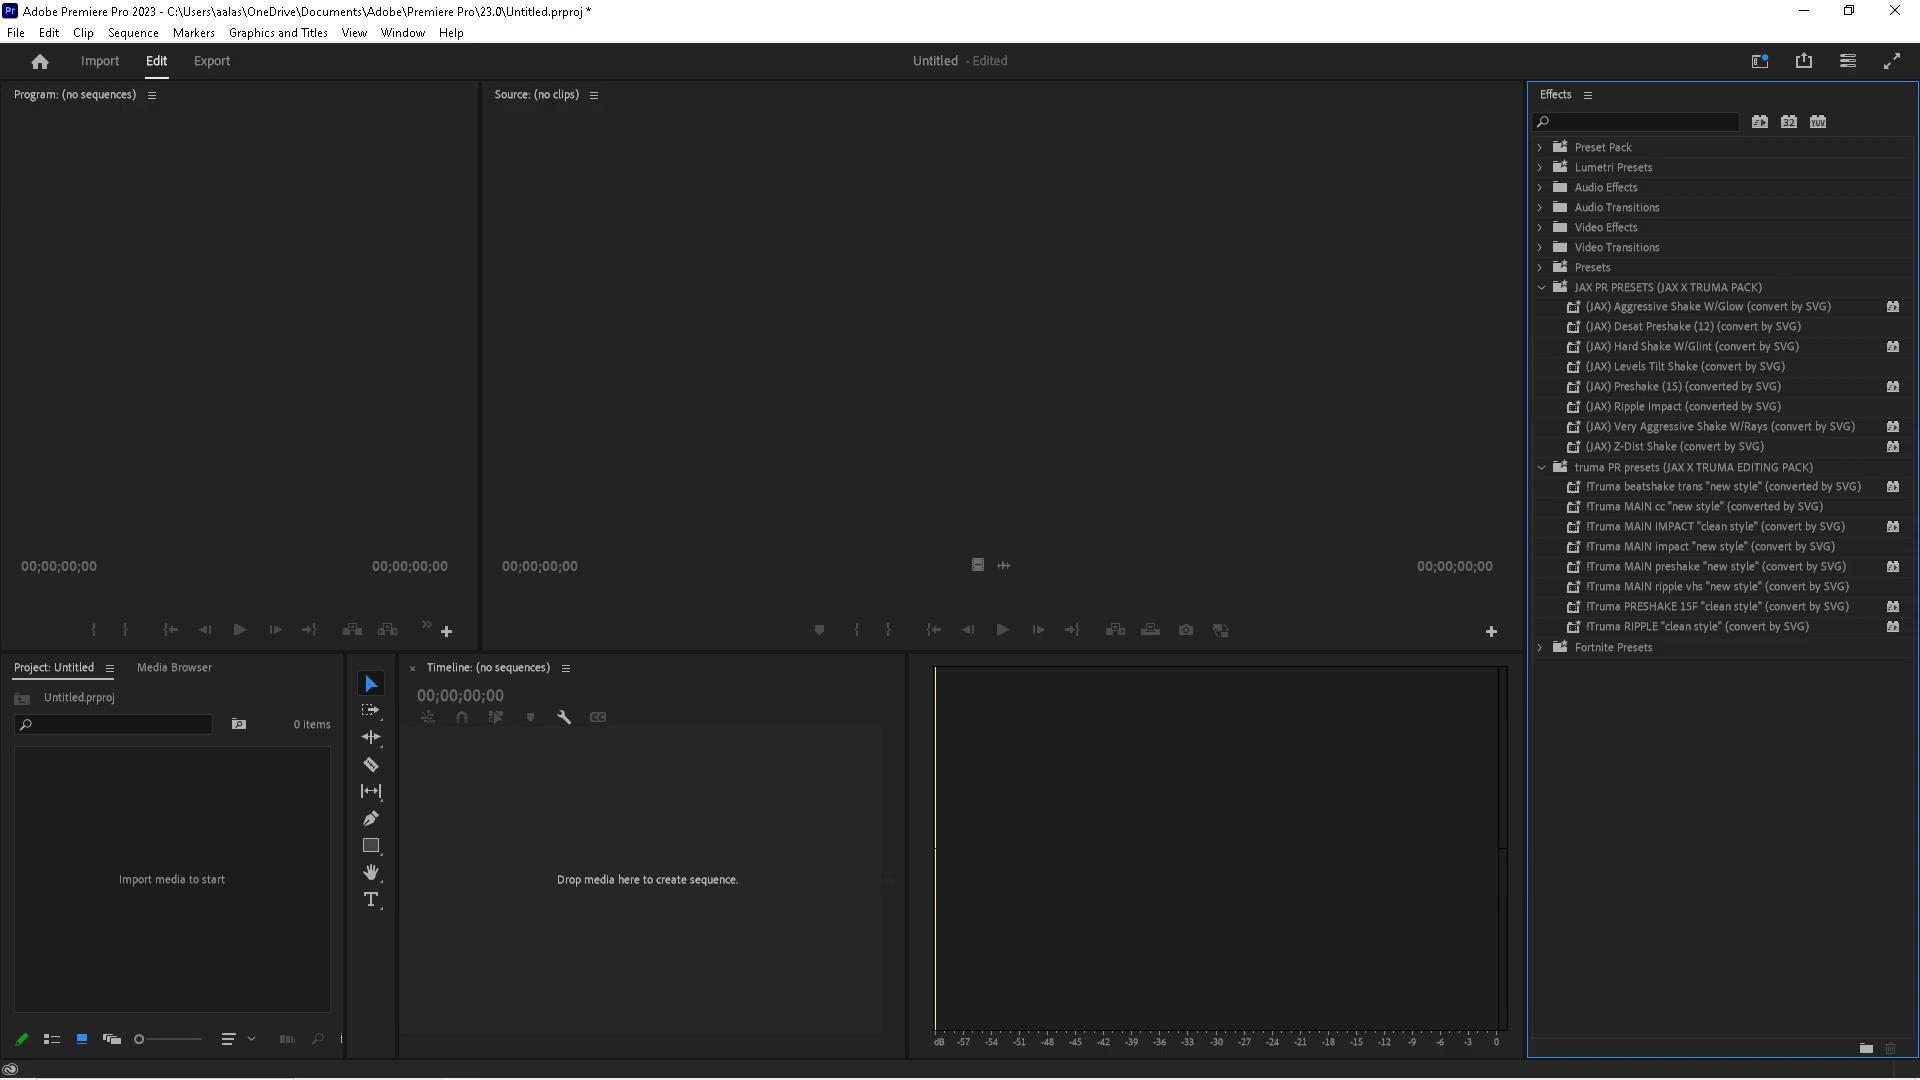 Pr Adobe Premiere Pro 2023 - C:\Users\aalas\OneDrive\Documents\Adobe\Premiere Pro\23.0\Untitled.prproj *
File Edit Clip Sequence Markers Graphics and Titles View Window Help
Import Edit Export Untitled - Edited
Program: (no sequences)
Source: (no clips)
00;00;00;00 00;00;00;00
00;00;00;00 00;00;00;00
Effects
32 YUV
Preset Pack
Lumetri Presets
Audio Effects
Audio Transitions
Video Effects
Video Transitions
Presets
JAX PR PRESETS (JAX X TRUMA PACK)
(JAX) Aggressive Shake W/Glow (convert by SVG)
(JAX) Desat Preshake (12) (convert by SVG)
(JAX) Hard Shake W/Glint (convert by SVG)
(JAX) Levels Tilt Shake (convert by SVG)
(JAX) Preshake (15) (converted by SVG)
(JAX) Ripple Impact (converted by SVG)
(JAX) Very Aggressive Shake W/Rays (convert by SVG)
(JAX) Z-Dist Shake (convert by SVG)
truma PR presets (JAX X TRUMA EDITING PACK)
!Truma beatshake trans "new style" (converted by SVG)
!Truma MAIN cc "new style" (converted by SVG)
!Truma MAIN IMPACT "clean style" (convert by SVG)
!Truma MAIN impact "new style" (convert by SVG)
!Truma MAIN preshake "new style" (convert by SVG)
!Truma MAIN ripple vhs "new style" (convert by SVG)
!Truma PRESHAKE 15F "clean style" (convert by SVG)
!Truma RIPPLE "clean style" (convert by SVG)
Fortnite Presets
Project: Untitled Media Browser
Untitled.prproj
0 items
Import media to start
Timeline: (no sequences)
00;00;00;00
CC
Drop media here to create sequence.
dB -57 -54 -51 -48 -45 -42 -39 -36 -33 -30 -27 -24 -21 -18 -15 -12 -9 -6 -3 0